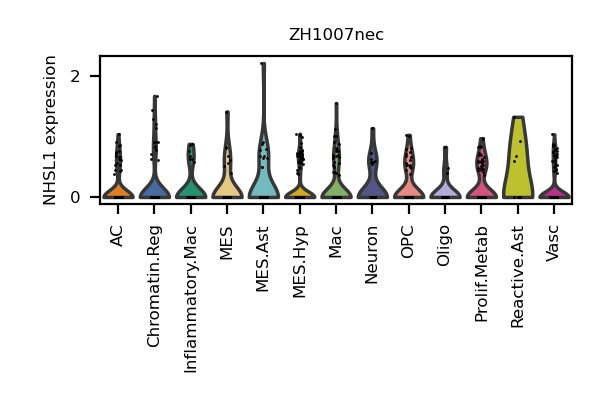 ZH1007nec
NHSL1 expression
2
0
AC
Chromatin.Reg
Inflammatory.Mac
MES
MES.Ast
MES.Hyp
Mac
Neuron
OPC
Oligo
Prolif.Metab
Reactive.Ast
Vasc